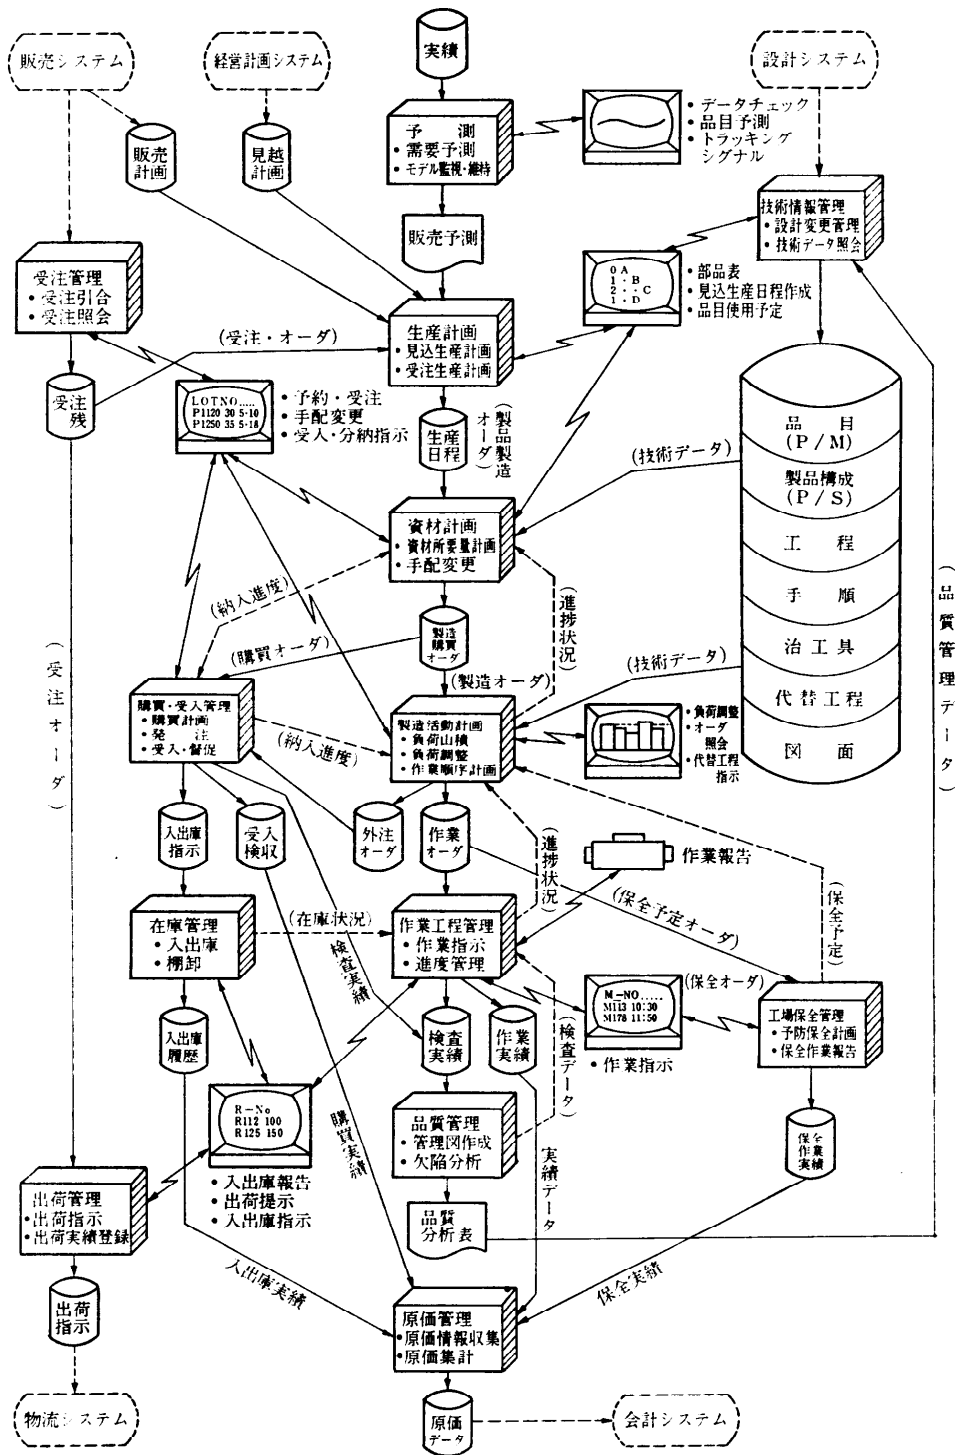 実績
販売システム
経営計画システム
設計システム
販売
計画
見越
計画
予 測
• 需要予測
• モデル監視・維持
• データチェック
• 品目予測
• トラッキング
シグナル
販売予測
技術情報管理
• 設計変更管理
• 技術データ照会
受注管理
• 受注引合
• 受注照会
0 A
1・B
2・・C
1・D
• 部品表
• 見込生産日程作成
• 品目使用予定
(受注・オーダ)
生産計画
• 見込生産計画
• 受注生産計画
受注
残
LOTNO.....
P1120 30 5・10
P1250 35 5・18
• 予約・受注
• 手配変更
• 受入・分納指示
生産
日程
(製品製造
オーダ)
(技術データ)
品 目
(P/M)
製品構成
(P/S)
工 程
手 順
治 工 具
代 替 工 程
図 面
資材計画
• 資材所要量計画
• 手配変更
(納入進度)
(進捗状況)
製造
購買
オーダ
(購買オーダ)
(製造オーダ)
(技術データ)
(品質管理データ)
(受注オーダ)
購買・受入管理
• 購買計画
• 発 注
• 受入・督促
(納入進度)
製造活動計画
• 負荷山積
• 負荷調整
• 作業順序計画
• 負荷調整
• オーダ
照会
• 代替工程
指示
入出庫
指示
受入
検収
外注
オーダ
作業
オーダ
(進捗状況)
作業報告
(保全予定オーダ)
(保全予定)
在庫管理
• 入出庫
• 棚卸
(在庫状況)
作業工程管理
• 作業指示
• 進度管理
検査実績
(保全オーダ)
M-NO.....
M113 10:30
M178 11:50
• 作業指示
工場保全管理
• 予防保全計画
• 保全作業報告
入出庫
履歴
検査
実績
作業
実績
(検査データ)
R-No
R112 100
R125 150
• 入出庫報告
• 出荷提示
• 入出庫指示
購買実績
品質管理
• 管理図作成
• 欠陥分析
実績データ
保全
作業
実績
出荷管理
• 出荷指示
• 出荷実績登録
品質
分析表
入出庫実績
保全実績
出荷
指示
原価管理
• 原価情報収集
• 原価集計
物流システム
原価
データ
会計システム